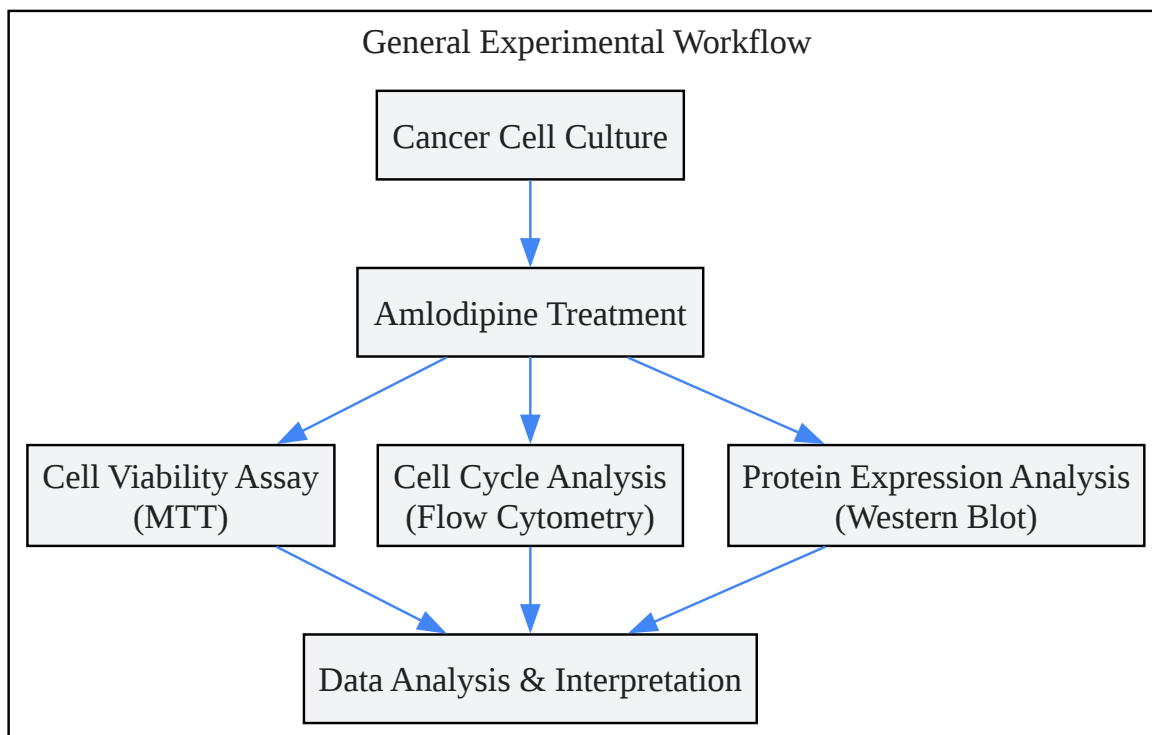 General Experimental Workflow
Cancer Cell Culture
Amlodipine Treatment
Cell Viability Assay
(MTT)
Cell Cycle Analysis
(Flow Cytometry)
Protein Expression Analysis
(Western Blot)
Data Analysis & Interpretation